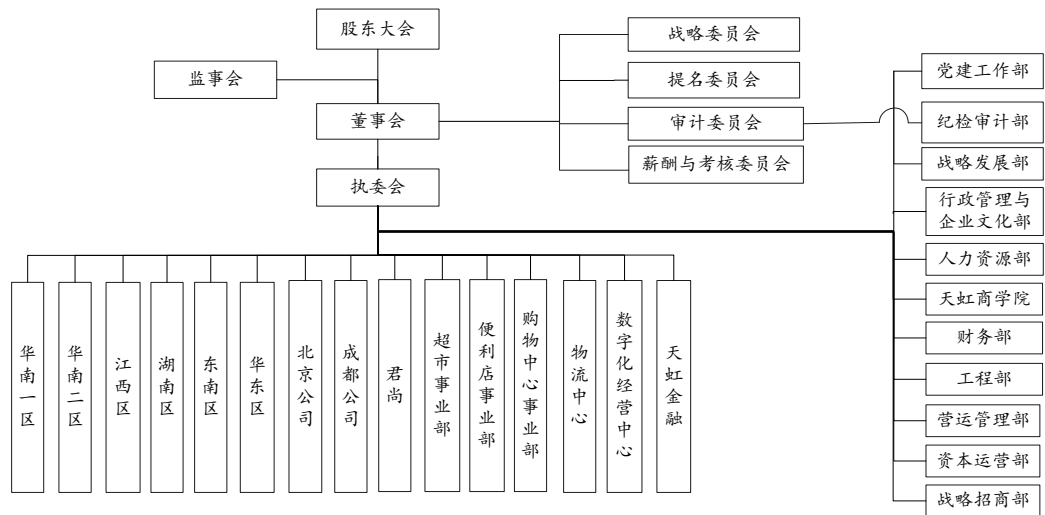 股东大会
监事会
董事会
执委会
战略委员会
提名委员会
审计委员会
薪酬与考核委员会
党建工作部
纪检审计部
战略发展部
行政管理与
企业文化部
人力资源部
天虹商学院
财务部
工程部
营运管理部
资本运营部
战略招商部
华南一区
华南二区
江西区
湖南区
东南区
华东区
北京公司
成都公司
君尚
超市事业部
便利店事业部
购物中心事业部
物流中心
数字化经营中心
天虹金融